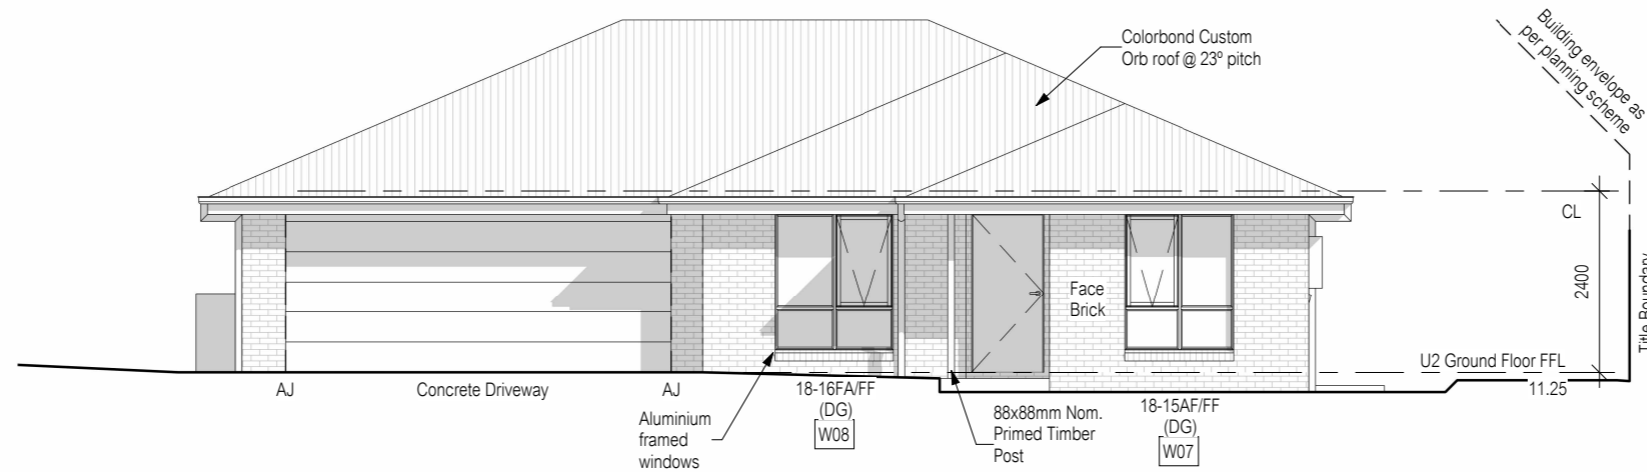 Colorbond Custom
Orb roof @ 23º pitch
Building envelope as
per planning scheme
CL
2400
Title Boundary
Face
Brick
U2 Ground Floor FFL
11.25
AJ
Concrete Driveway
AJ
Aluminium
framed
windows
18-16FA/FF
(DG)
W08
88x88mm Nom.
Primed Timber
Post
18-15AF/FF
(DG)
W07